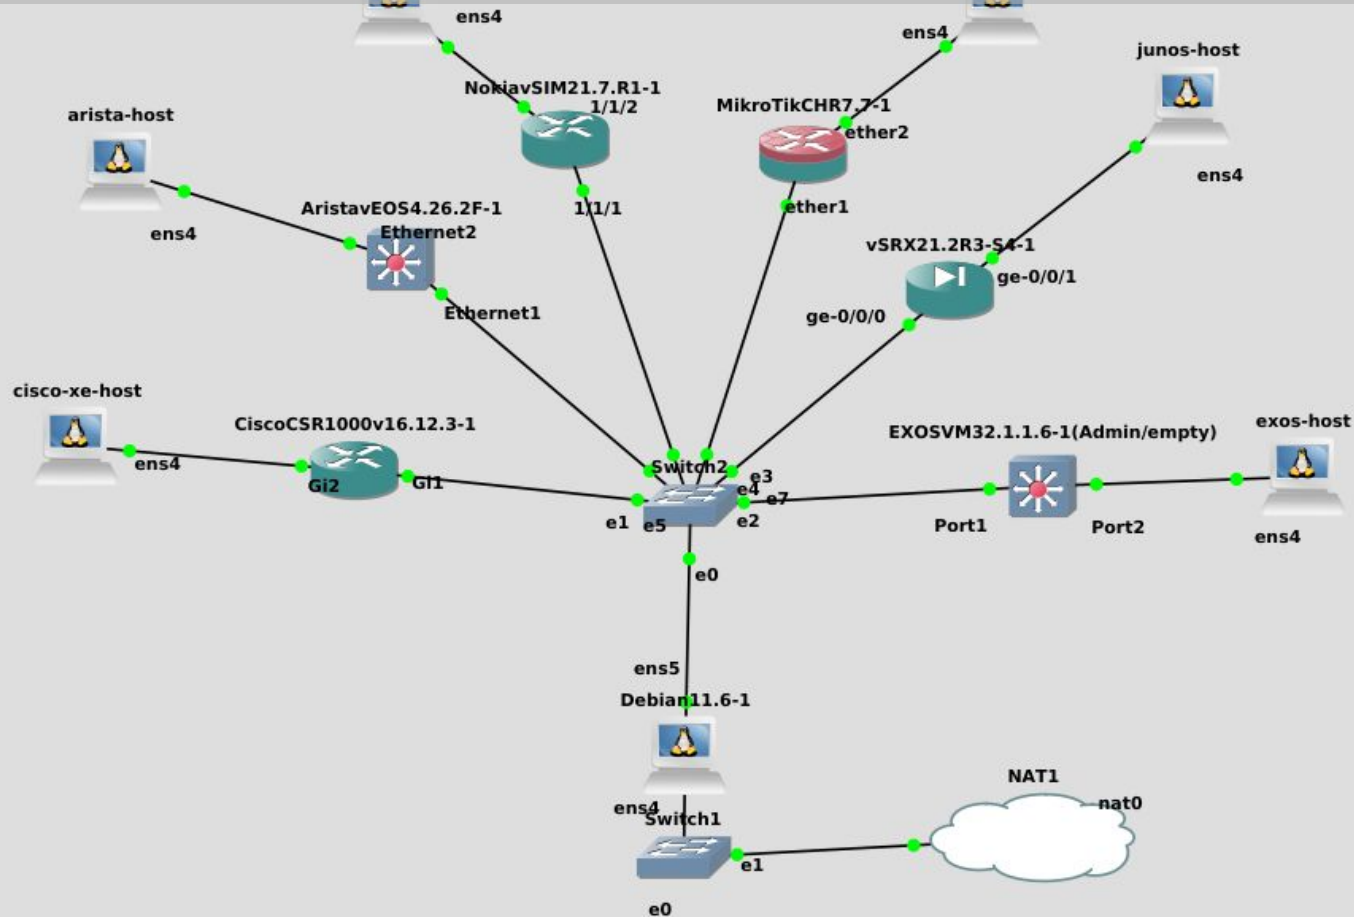 ens4
ens4
junos-host
NokiavSIM21.7.R1-1
1/1/2
MikroTikCHR7.7-1
ether2
arista-host
ens4
1/1/1
ether1
AristavEOS4.26.2F-1
Ethernet2
ens4
vSRX21.2R3-S4-1
ge-0/0/1
Ethernet1
ge-0/0/0
cisco-xe-host
CiscoCSR1000v16.12.3-1
EXOSVM32.1.1.6-1(Admin/empty)
exos-host
ens4
Gi2
Gi1
Switch2
e3
e4
e7
e1
e5
e2
Port1
Port2
ens4
e0
ens5
Debian11.6-1
NAT1
nat0
ens4
Switch1
e1
e0